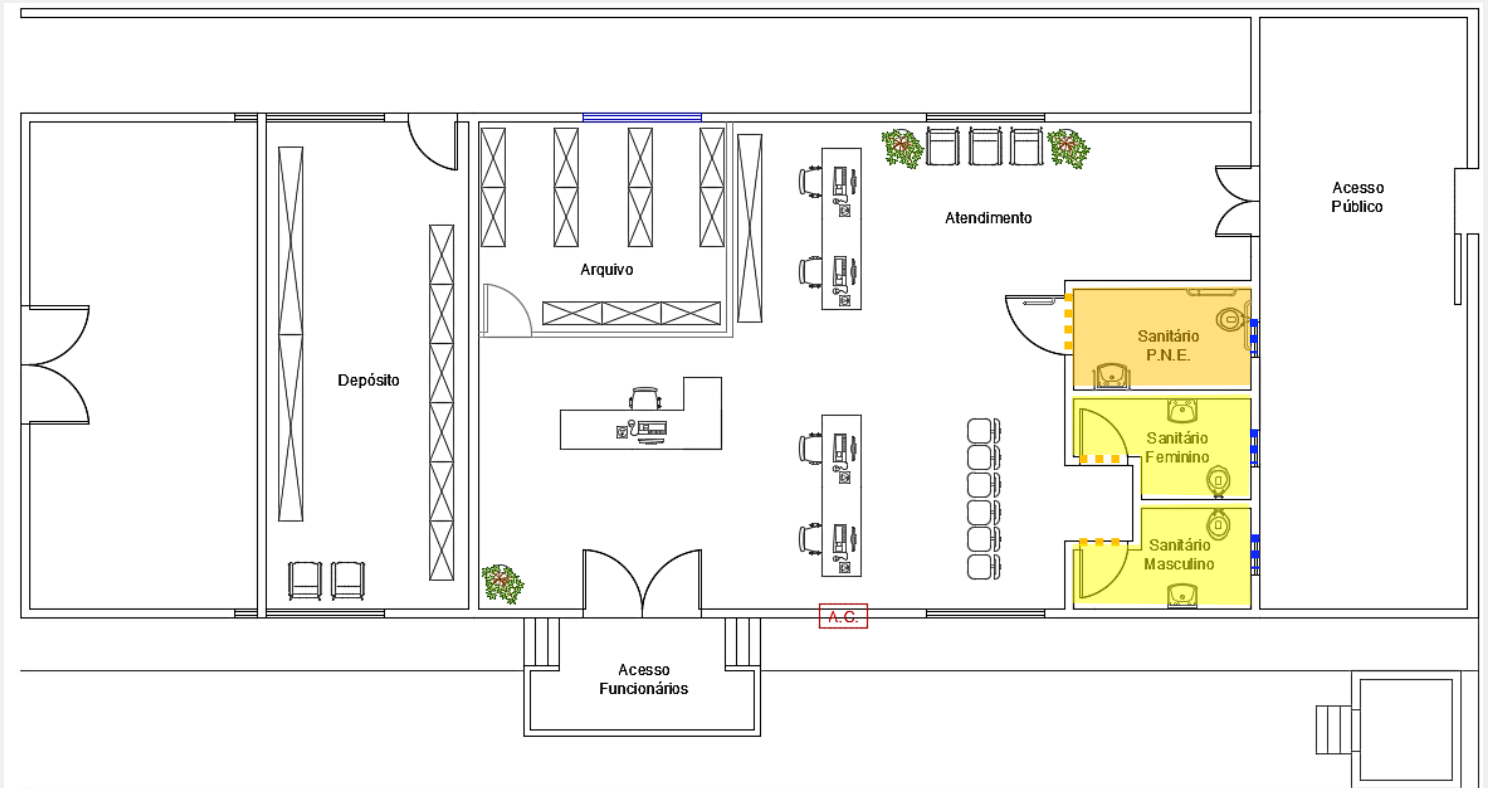 Acesso
Público
Atendimento
Arquivo
Sanitário
P.N.E.
Depósito
Sanitário
Feminino
Sanitário
Masculino
A.C.
Acesso
Funcionários